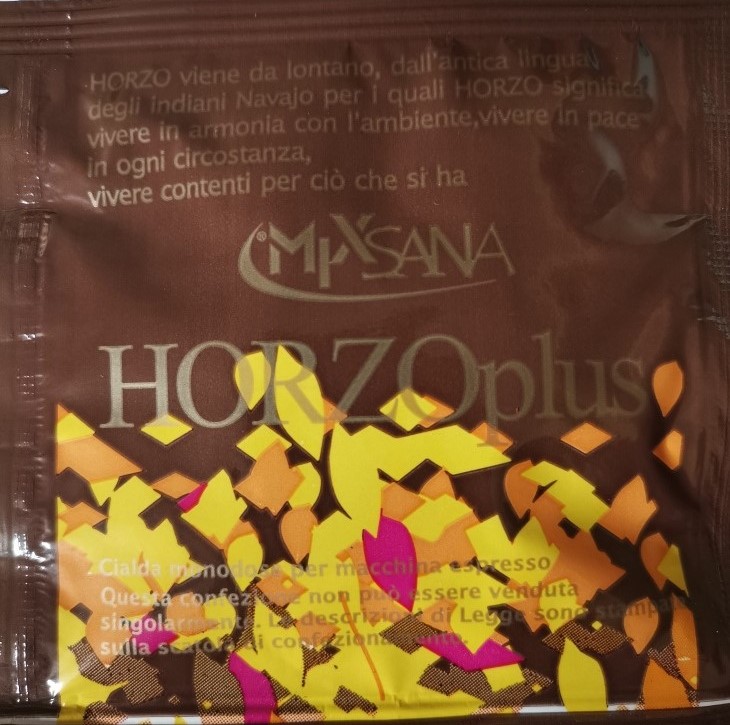 HORZO viene da lontano, dall'antica lingua
degli indiani Navajo per i quali HORZO significa
vivere in armonia con l'ambiente,vivere in pace
in ogni circostanza,
vivere contenti per ciò che si ha
®MAXSANA
HORZOplus
Cialda monodose per macchina espresso
Questa confezione non può essere venduta
singolarmente. Le descrizioni di Legge sono stampate
sulla scatola di confezionamento.